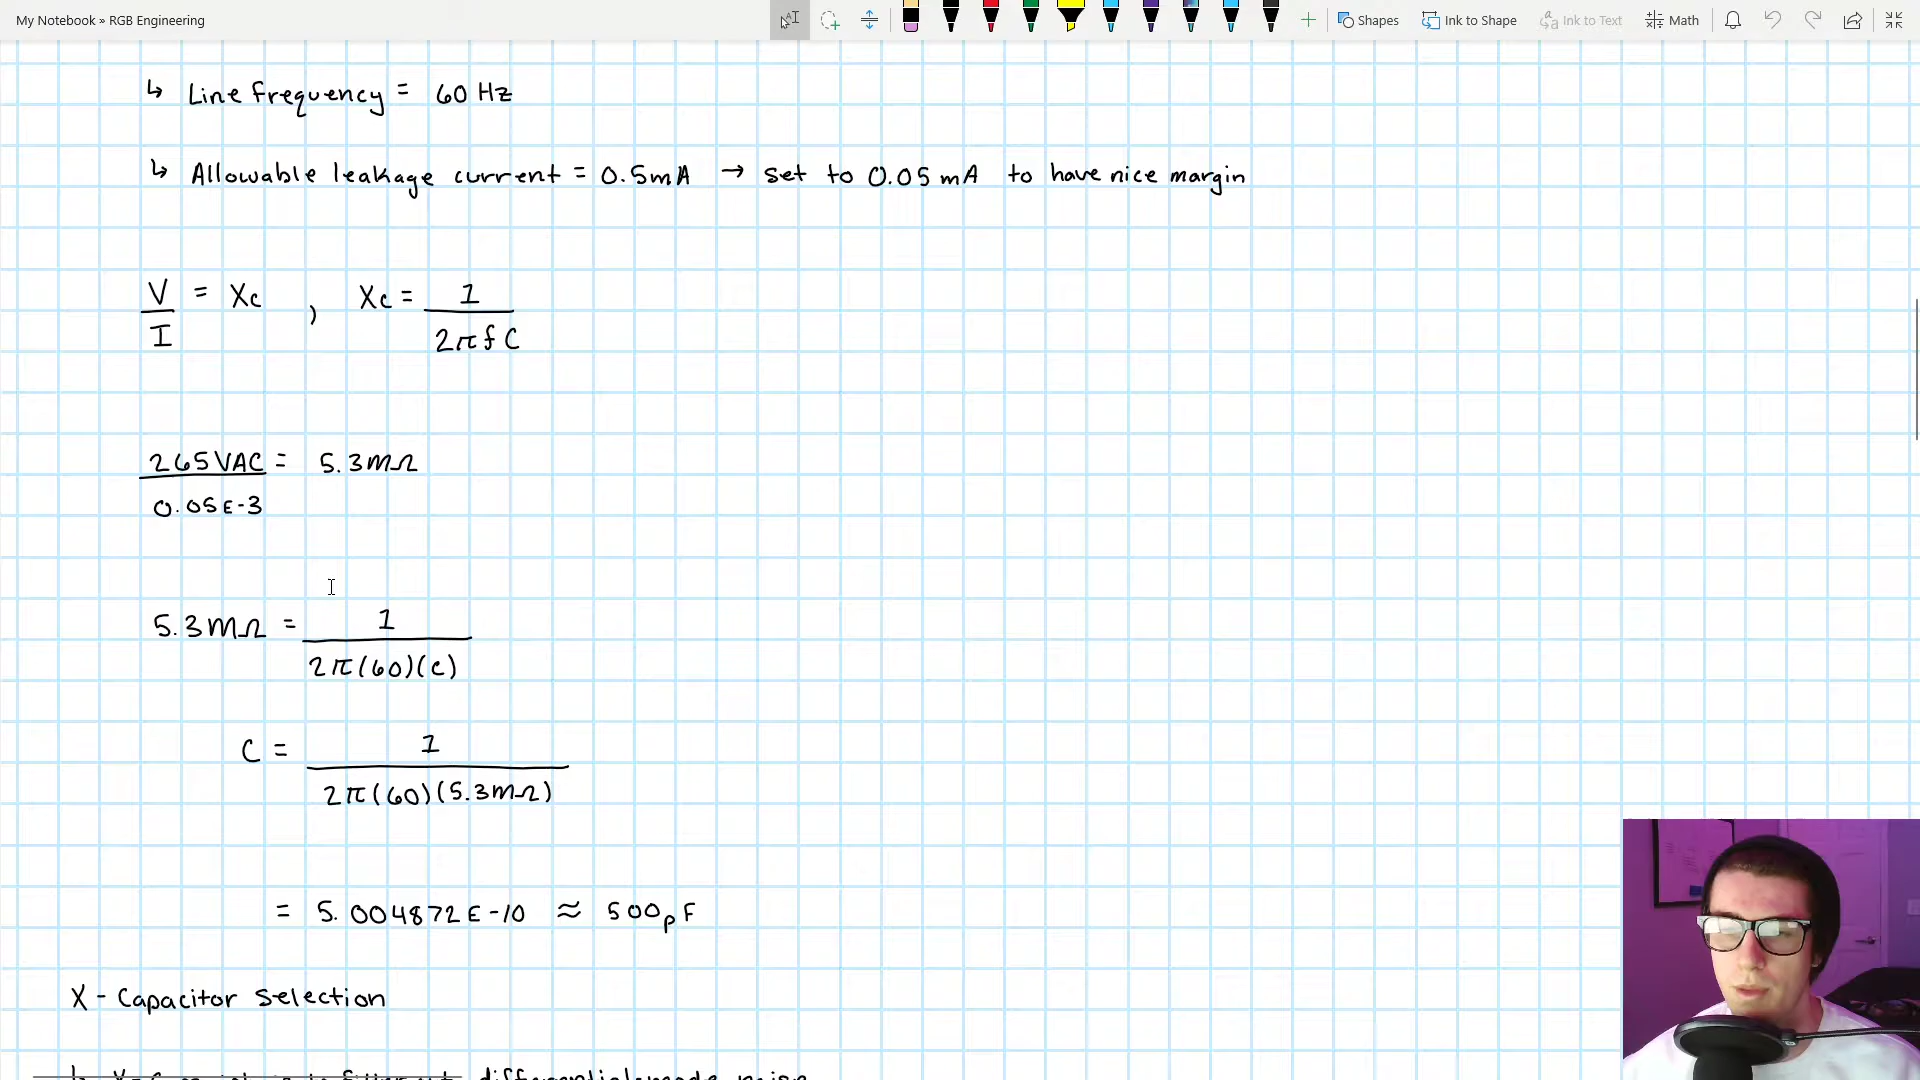 My Notebook » RGB Engineering
Shapes Ink to Shape Ink to Text Math
↳ Line frequency = 60 Hz
↳ Allowable leakage current = 0.5mA → set to 0.05 mA to have nice margin
V/I = Xc , Xc = 1/2πfC
265VAC/0.05E-3 = 5.3MΩ
5.3MΩ = 1/2π(60)(C)
C = 1/2π(60)(5.3MΩ)
= 5.004872E-10 ≈ 500pF
X - Capacitor Selection